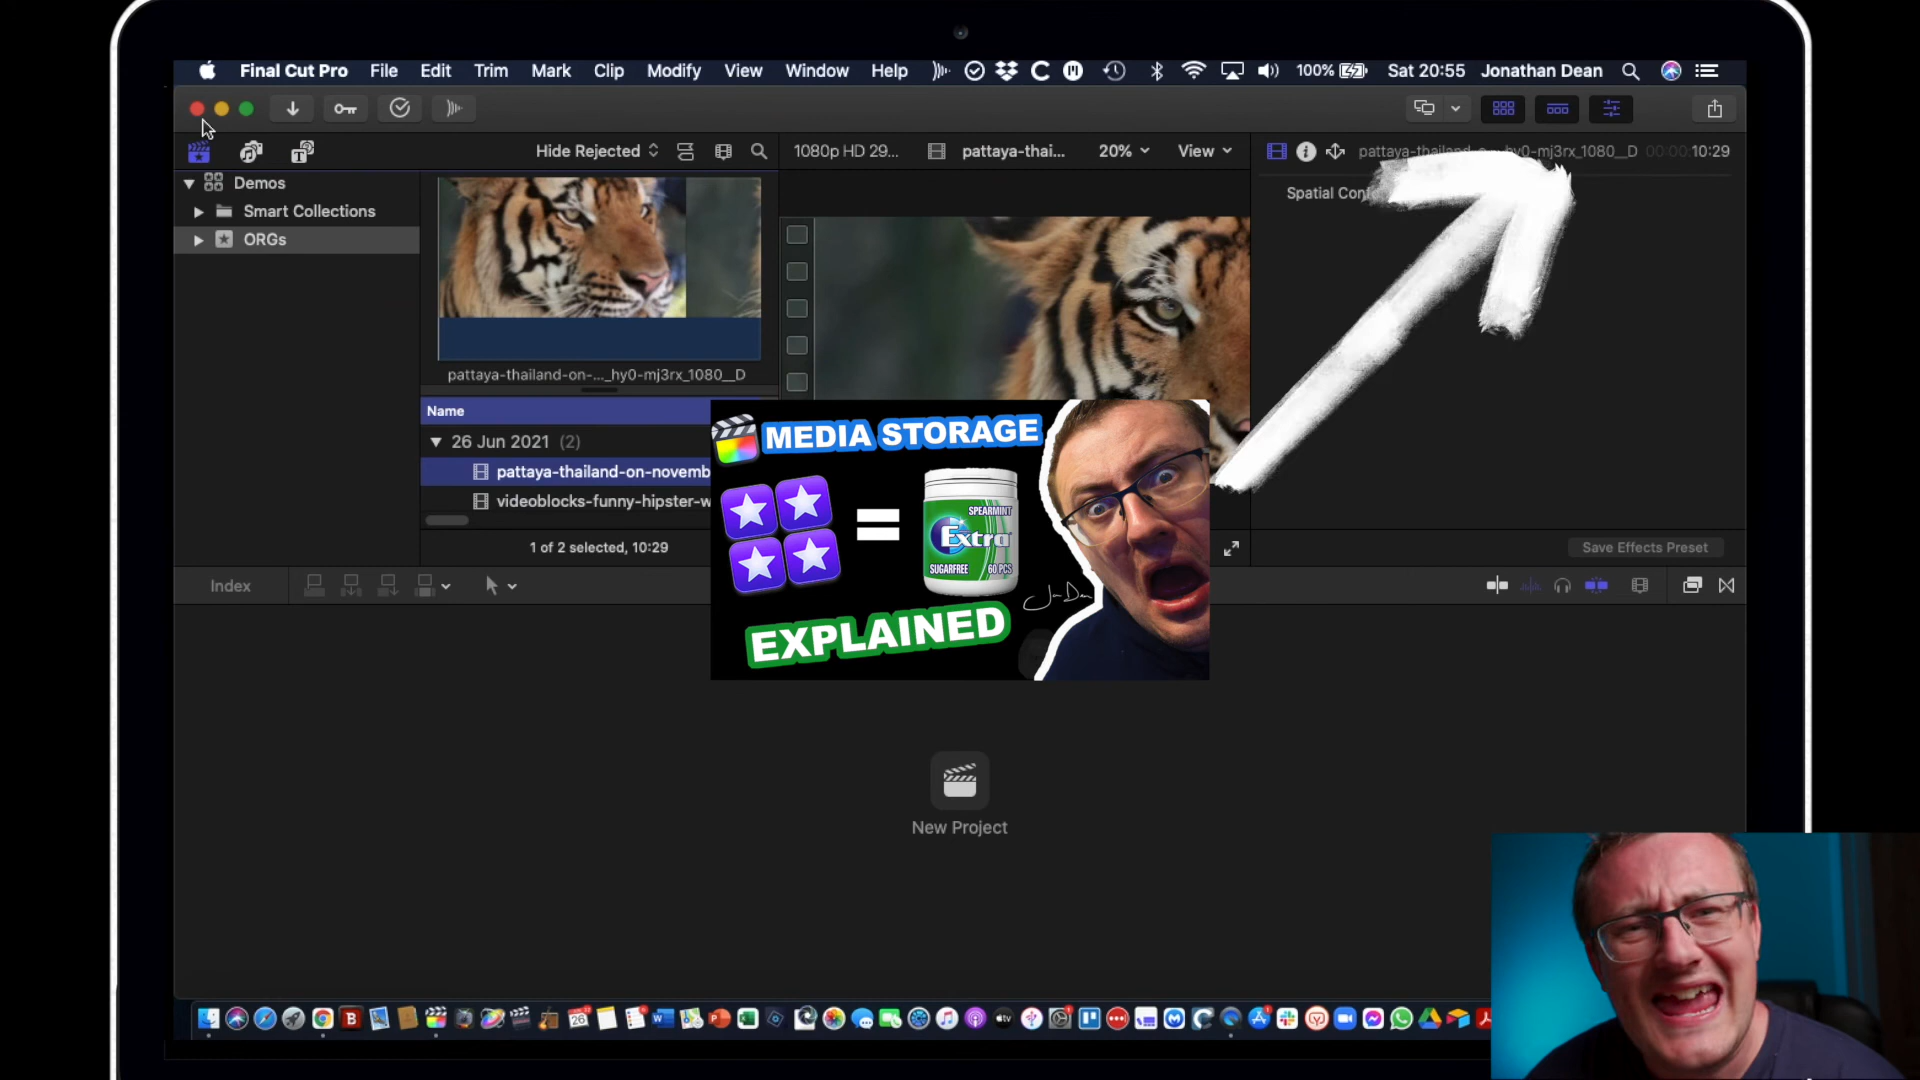 Final Cut Pro File Edit Trim Mark Clip Modify View Window Help 100% Sat 20:55 Jonathan Dean
Hide Rejected 1080p HD 29... pattaya-thai... 20% View 10:29
Demos
Smart Collections
ORGs
Spatial
pattaya-thailand-on-..._hy0-mj3rx_1080__D
Name
26 Jun 2021 (2)
pattaya-thailand-on-novemb
videoblocks-funny-hipster-w
1 of 2 selected, 10:29
MEDIA STORAGE
=
SPEARMINT
Extra
SUGARFREE 60 PCS
EXPLAINED
Save Effects Preset
Index
New Project